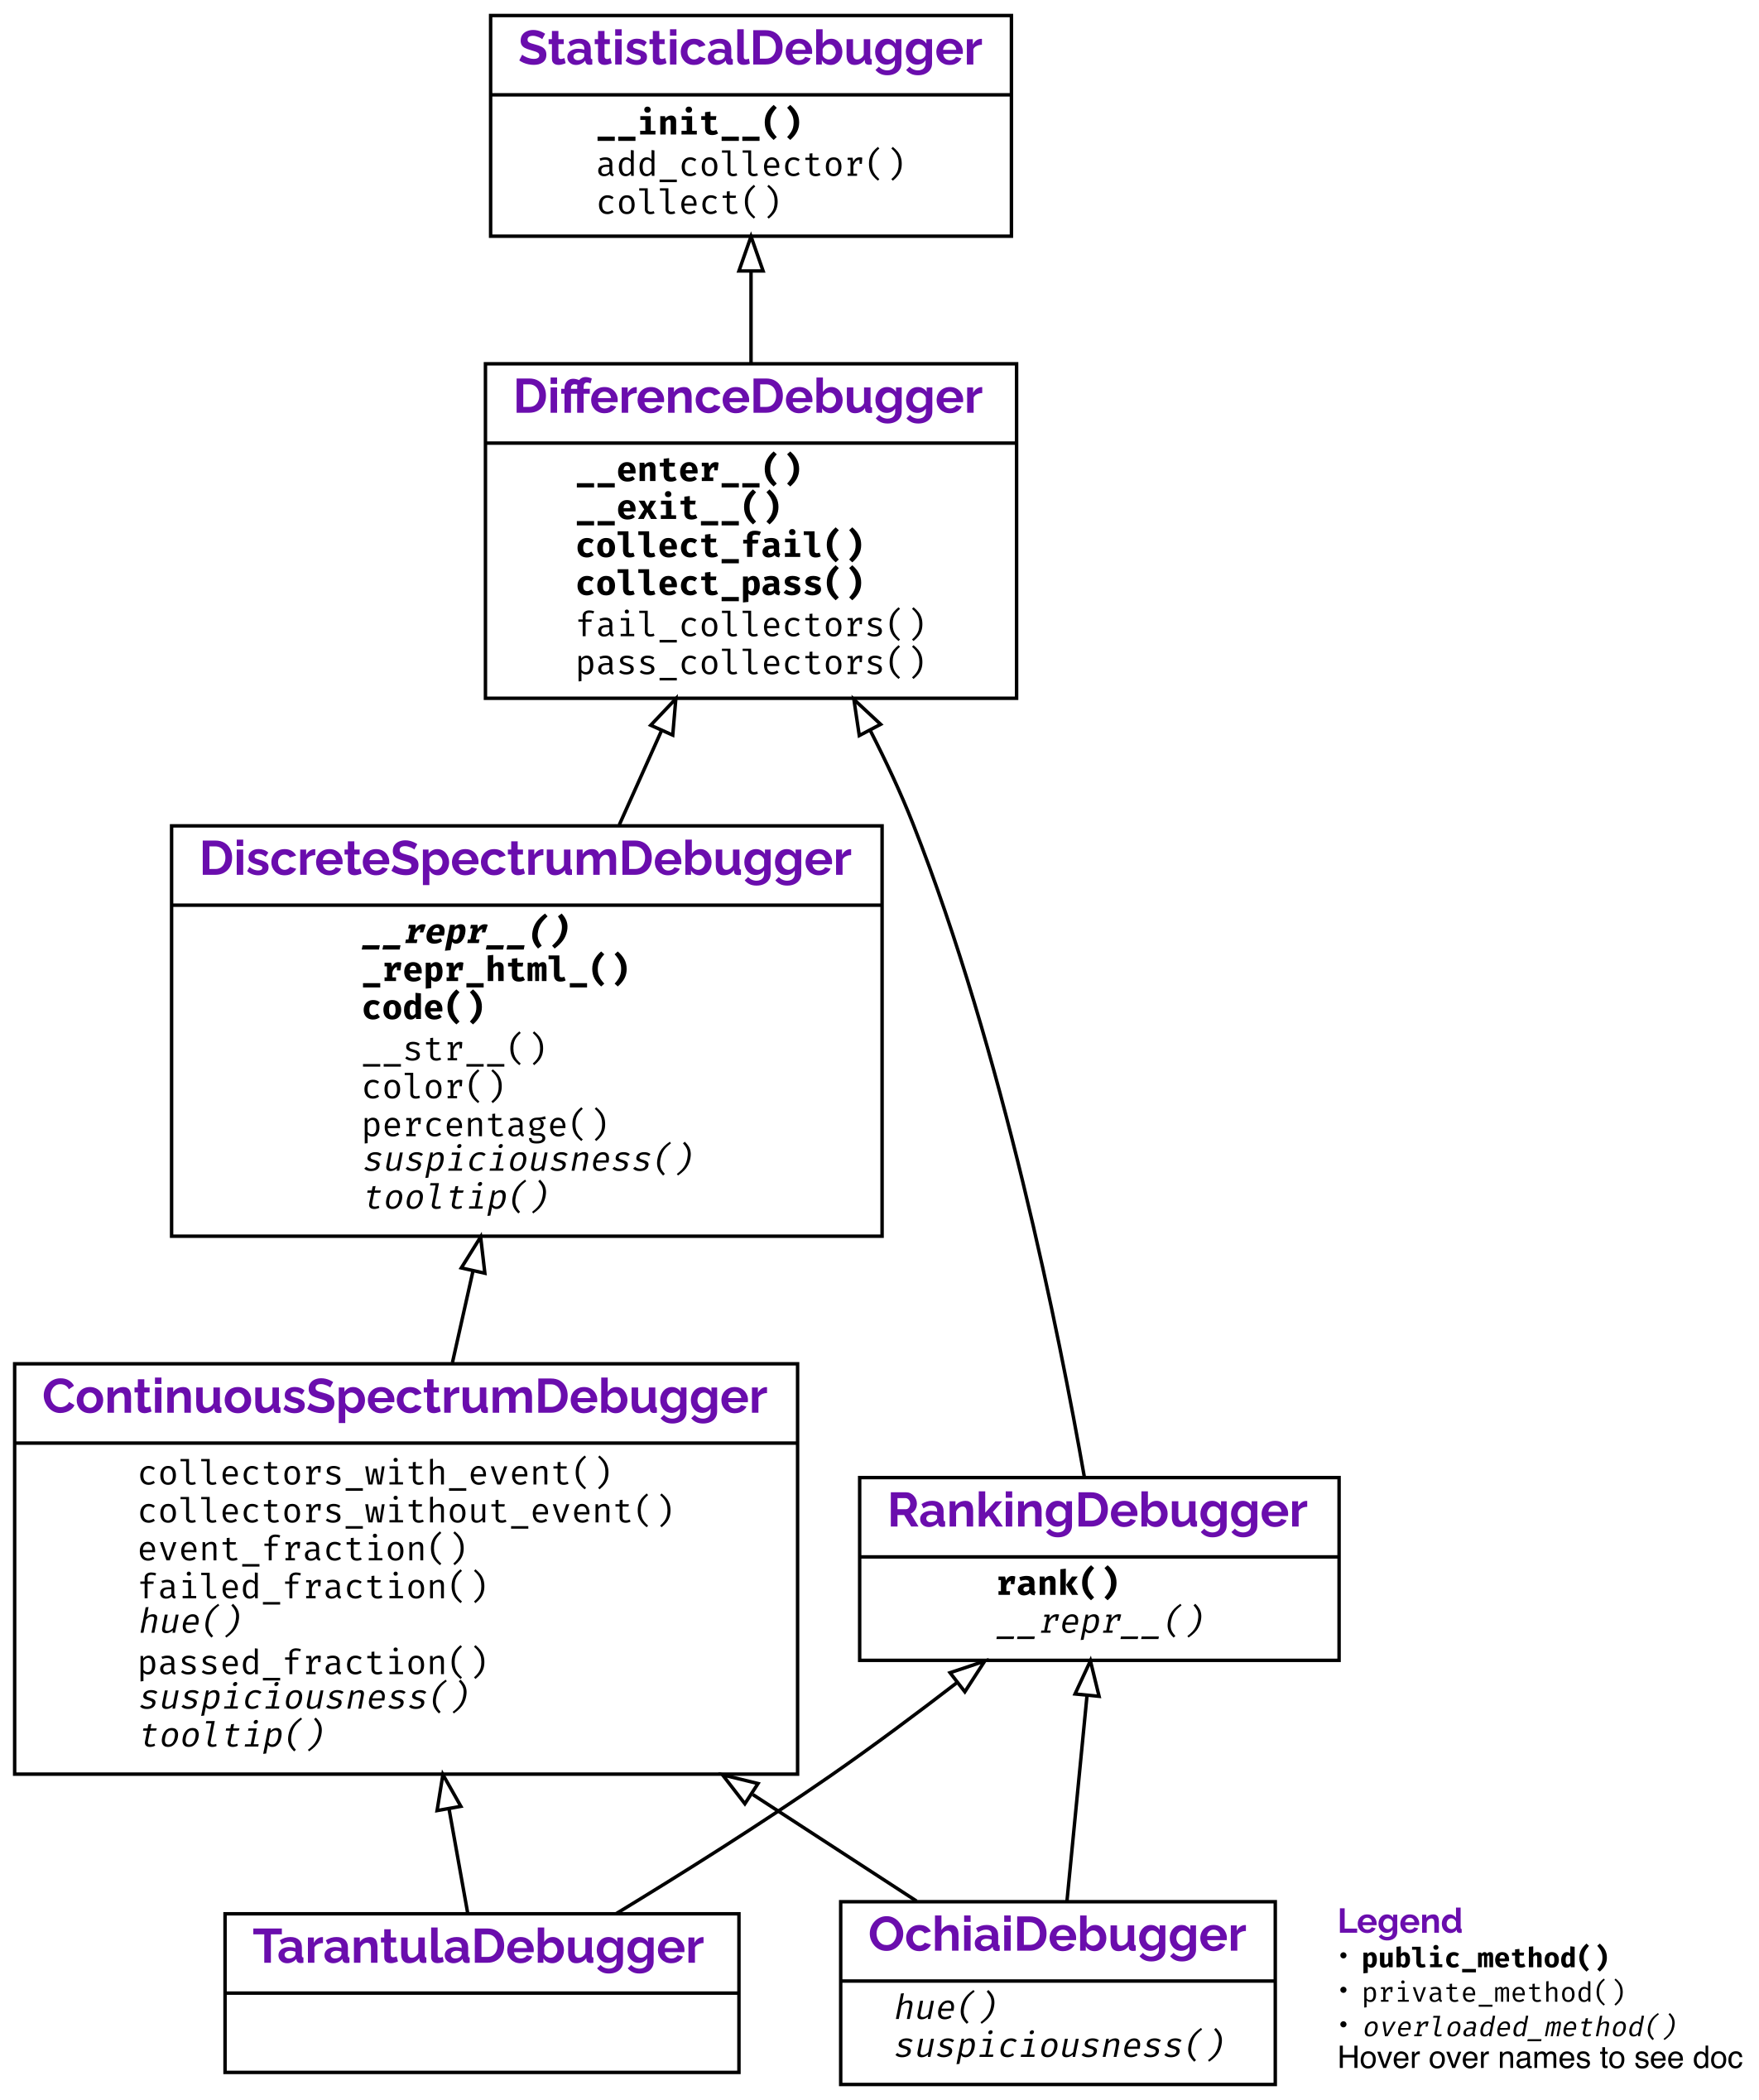 StatisticalDebugger
__init__()
add_collector()
collect()
DifferenceDebugger
__enter__()
__exit__()
collect_fail()
collect_pass()
fail_collectors()
pass_collectors()
DiscreteSpectrumDebugger
__repr__()
_repr_html_()
code()
__str__()
color()
percentage()
suspiciousness()
tooltip()
ContinuousSpectrumDebugger
collectors_with_event()
collectors_without_event()
event_fraction()
failed_fraction()
hue()
passed_fraction()
suspiciousness()
tooltip()
RankingDebugger
rank()
__repr__()
TarantulaDebugger
OchiaiDebugger
hue()
suspiciousness()
Legend
• public_method()
• private_method()
• overloaded_method()
Hover over names to see doc